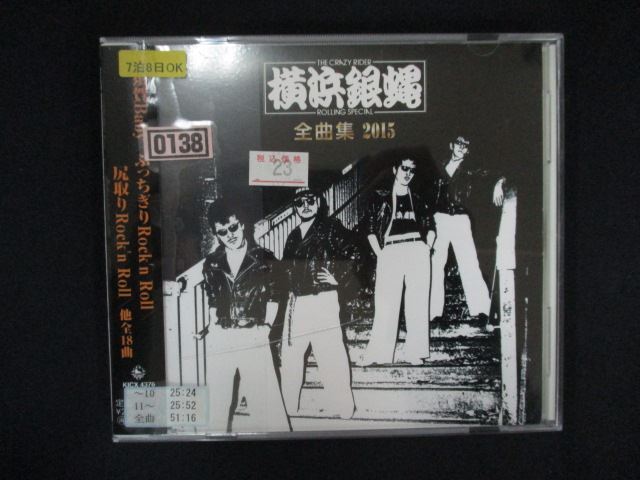 7泊8日OK
THE CRAZY RIDER
横浜銀蝿
ROLLING SPECIAL
全曲集 2015
0138
税込価格
23
ぶっちぎりRock'n Roll
尻取りRock'n Roll/他全18曲
KICX 4376
~10 25:24
11~ 25:52
全曲 51:16